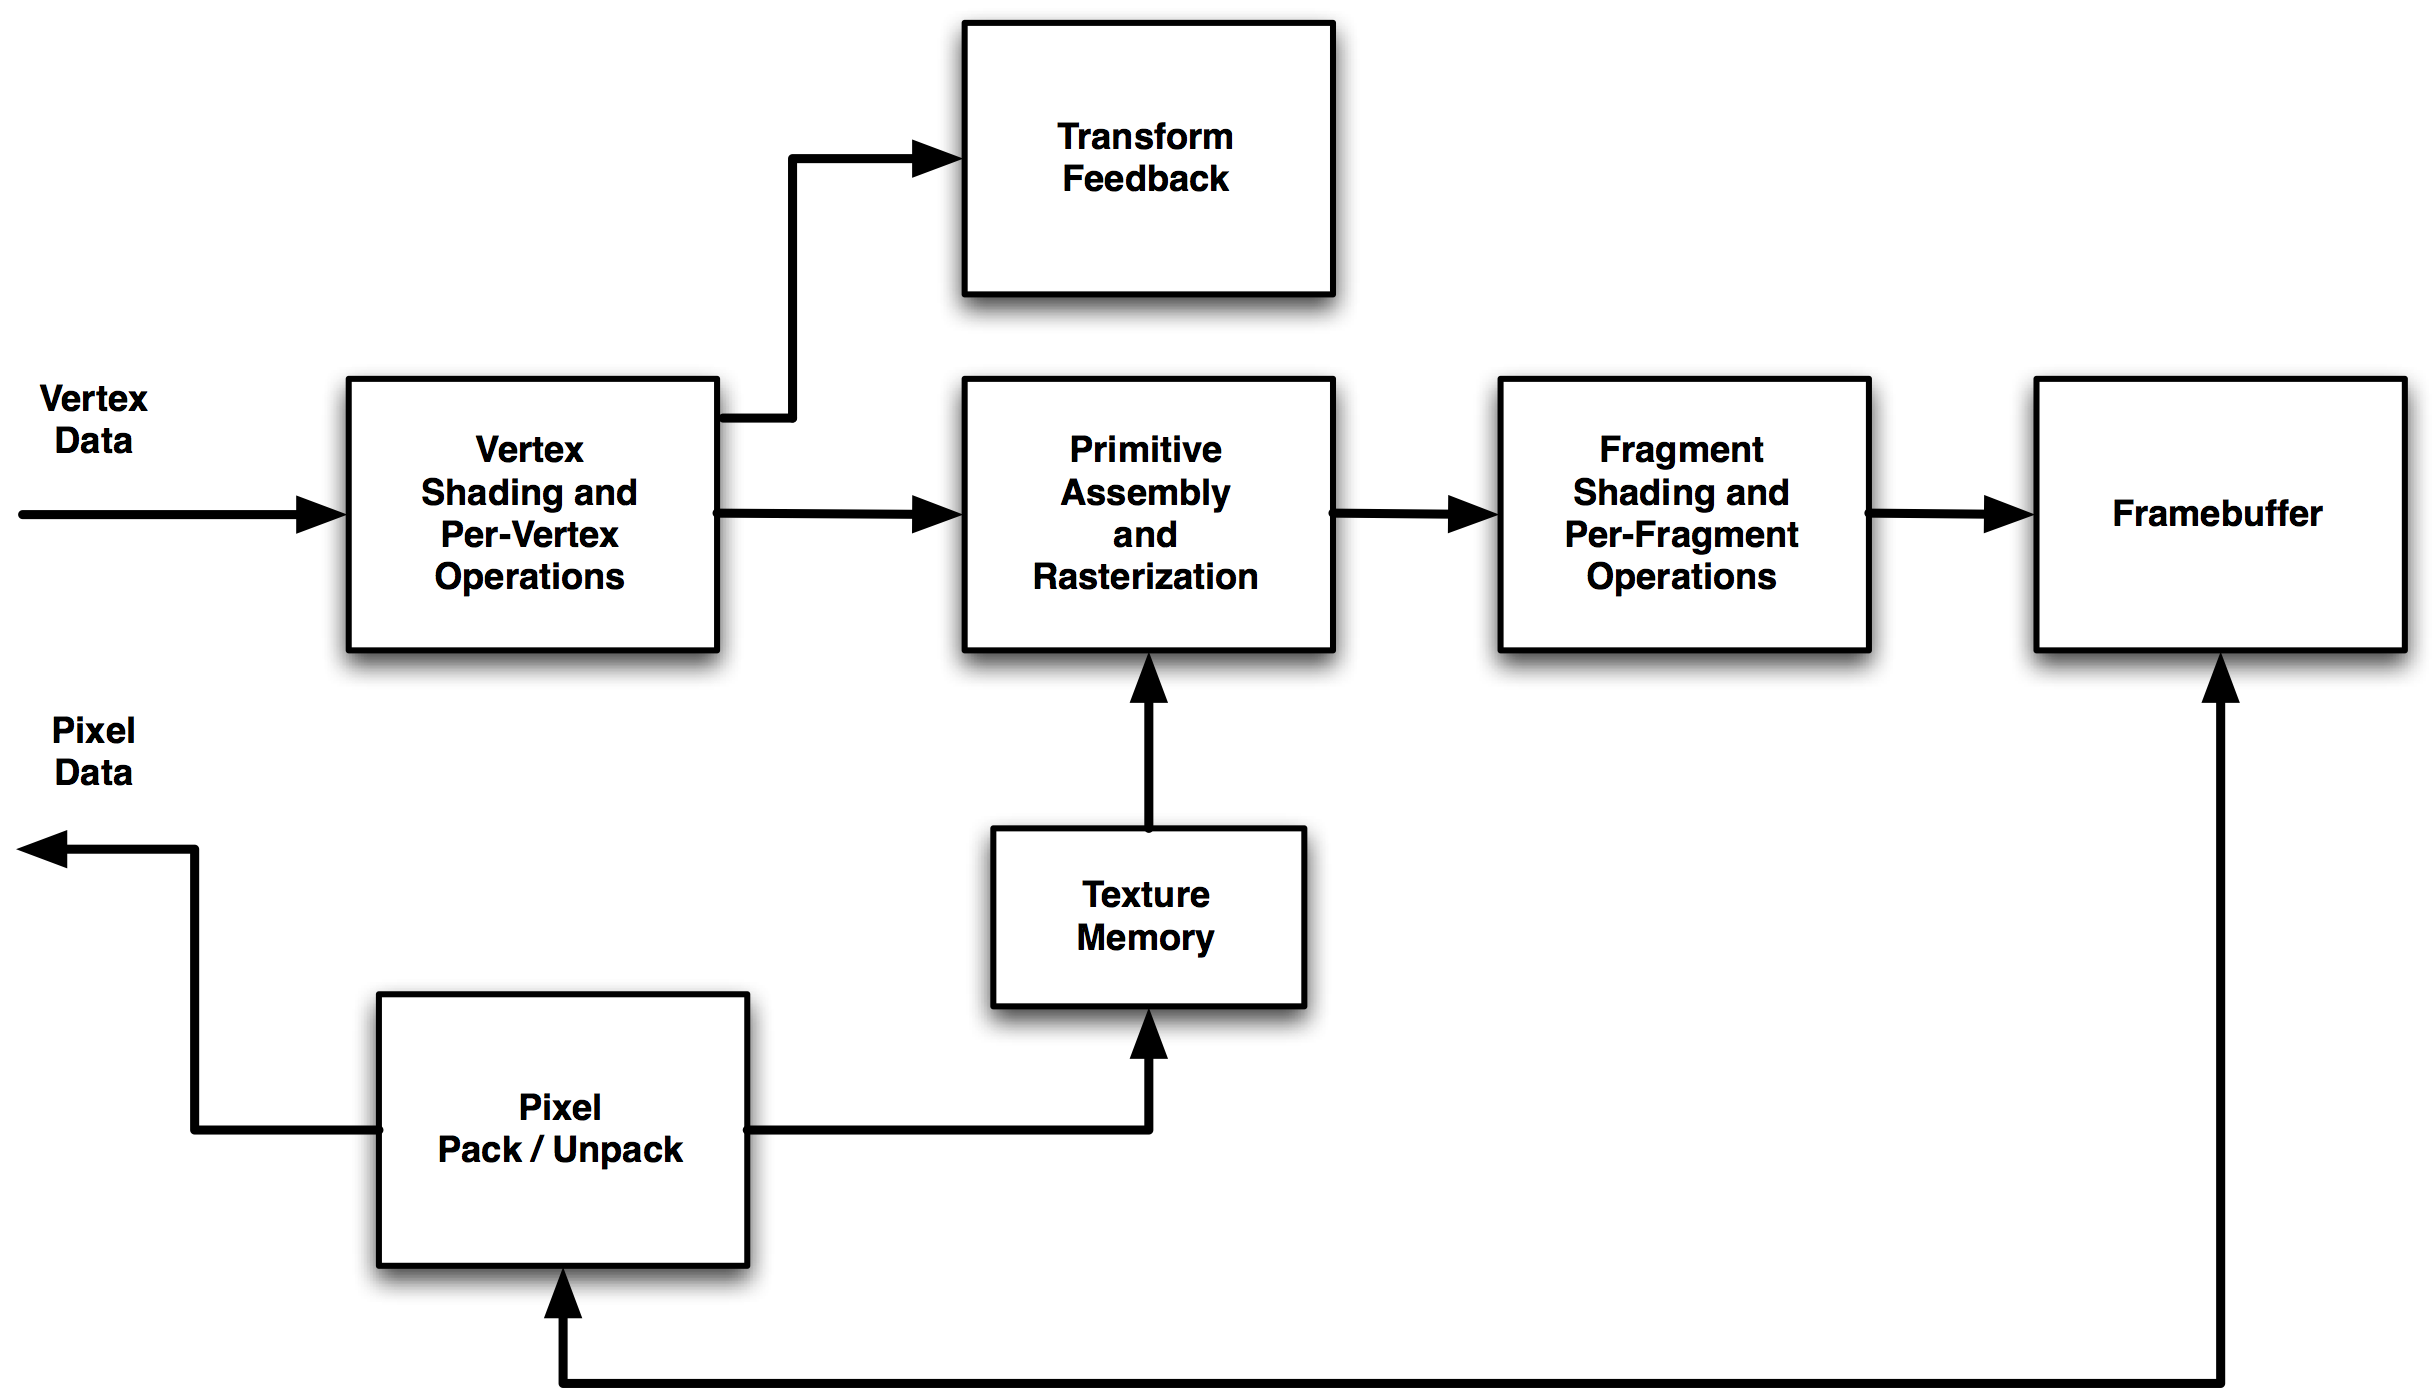 Transform
Feedback
Vertex
Data
Vertex
Shading and
Per-Vertex
Operations
Primitive
Assembly
and
Rasterization
Fragment
Shading and
Per-Fragment
Operations
Framebuffer
Pixel
Data
Texture
Memory
Pixel
Pack / Unpack